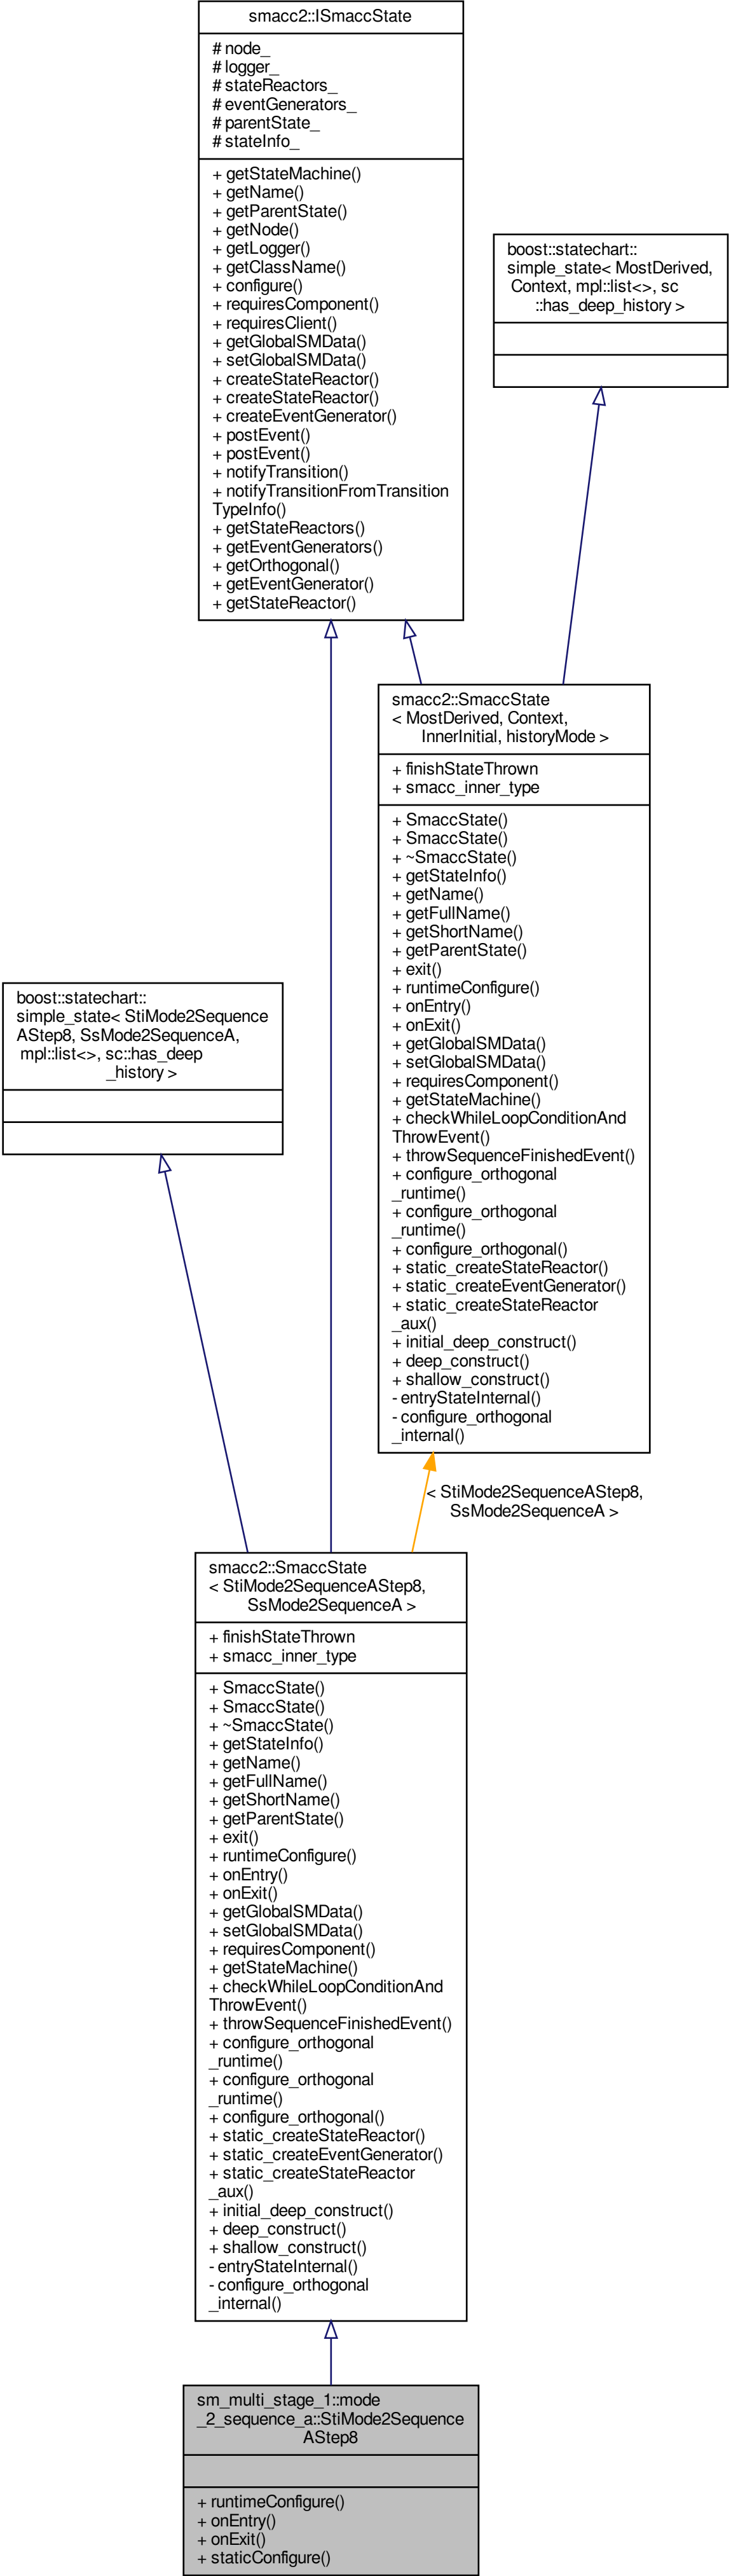 smacc2::ISmaccState
# node_
# logger_
# stateReactors_
# eventGenerators_
# parentState_
# stateInfo_
+ getStateMachine()
+ getName()
+ getParentState()
+ getNode()
+ getLogger()
+ getClassName()
+ configure()
+ requiresComponent()
+ requiresClient()
+ getGlobalSMData()
+ setGlobalSMData()
+ createStateReactor()
+ createStateReactor()
+ createEventGenerator()
+ postEvent()
+ postEvent()
+ notifyTransition()
+ notifyTransitionFromTransition
TypeInfo()
+ getStateReactors()
+ getEventGenerators()
+ getOrthogonal()
+ getEventGenerator()
+ getStateReactor()
boost::statechart::
simple_state< MostDerived,
Context, mpl::list<>, sc
::has_deep_history >
smacc2::SmaccState
< MostDerived, Context,
InnerInitial, historyMode >
+ finishStateThrown
+ smacc_inner_type
+ SmaccState()
+ SmaccState()
+ ~SmaccState()
+ getStateInfo()
+ getName()
+ getFullName()
+ getShortName()
+ getParentState()
+ exit()
+ runtimeConfigure()
+ onEntry()
+ onExit()
+ getGlobalSMData()
+ setGlobalSMData()
+ requiresComponent()
+ getStateMachine()
+ checkWhileLoopConditionAnd
ThrowEvent()
+ throwSequenceFinishedEvent()
+ configure_orthogonal
_runtime()
+ configure_orthogonal
_runtime()
+ configure_orthogonal()
+ static_createStateReactor()
+ static_createEventGenerator()
+ static_createStateReactor
_aux()
+ initial_deep_construct()
+ deep_construct()
+ shallow_construct()
- entryStateInternal()
- configure_orthogonal
_internal()
boost::statechart::
simple_state< StiMode2Sequence
AStep8, SsMode2SequenceA,
mpl::list<>, sc::has_deep
_history >
< StiMode2SequenceAStep8,
SsMode2SequenceA >
smacc2::SmaccState
< StiMode2SequenceAStep8,
SsMode2SequenceA >
+ finishStateThrown
+ smacc_inner_type
+ SmaccState()
+ SmaccState()
+ ~SmaccState()
+ getStateInfo()
+ getName()
+ getFullName()
+ getShortName()
+ getParentState()
+ exit()
+ runtimeConfigure()
+ onEntry()
+ onExit()
+ getGlobalSMData()
+ setGlobalSMData()
+ requiresComponent()
+ getStateMachine()
+ checkWhileLoopConditionAnd
ThrowEvent()
+ throwSequenceFinishedEvent()
+ configure_orthogonal
_runtime()
+ configure_orthogonal
_runtime()
+ configure_orthogonal()
+ static_createStateReactor()
+ static_createEventGenerator()
+ static_createStateReactor
_aux()
+ initial_deep_construct()
+ deep_construct()
+ shallow_construct()
- entryStateInternal()
- configure_orthogonal
_internal()
sm_multi_stage_1::mode
_2_sequence_a::StiMode2Sequence
AStep8
+ runtimeConfigure()
+ onEntry()
+ onExit()
+ staticConfigure()